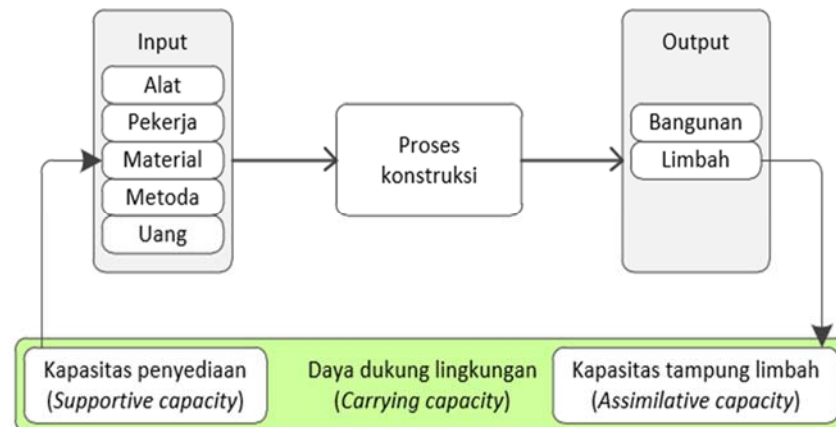 Input
Alat
Pekerja
Material
Metoda
Uang
Proses
konstruksi
Output
Bangunan
Limbah
Kapasitas penyediaan
(Supportive capacity)
Daya dukung lingkungan
(Carrying capacity)
Kapasitas tampung limbah
(Assimilative capacity)